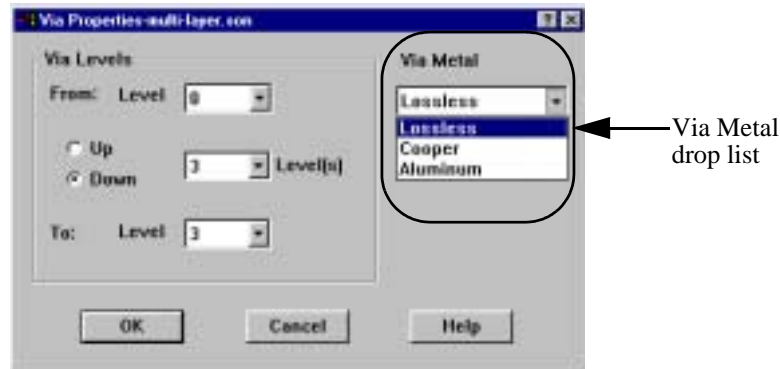 Via Properties-multi-layer.son
Via Levels
From: Level 0
Up
Down
3 Level(s)
To: Level 3
Via Metal
Lossless
Lossless
Cooper
Aluminum
Via Metal
drop list
OK Cancel Help